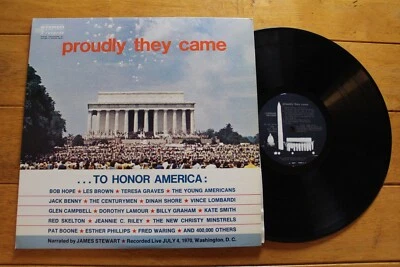 proudly they came
...TO HONOR AMERICA:
BOB HOPE ★ LES BROWN ★ TERESA GRAVES ★ THE YOUNG AMERICANS
JACK BENNY ★ THE CENTURYMEN ★ DINAH SHORE ★ VINCE LOMBARDI
GLEN CAMPBELL ★ DOROTHY LAMOUR ★ BILLY GRAHAM ★ KATE SMITH
RED SKELTON ★ JEANNIE C. RILEY ★ THE NEW CHRISTY MINSTRELS
PAT BOONE ★ ESTHER PHILLIPS ★ FRED WARING ★ AND 400,000 OTHERS
Narrated by JAMES STEWART ★ Recorded Live JULY 4, 1970, Washington, D.C.
proudly they came